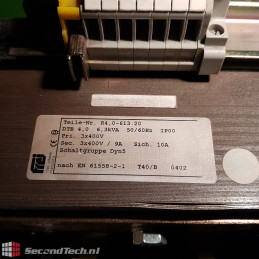 Teile-Nr. R4,0-613.20
DTB 4,0 6,3kVA 50/60Hz IP00
Pri. 3x400V
Sec. 3x400V / 9A Sich. 10A
Schaltgruppe Dyn5
nach EN 61558-2-1 T40/B 0402
SecondTech.nl